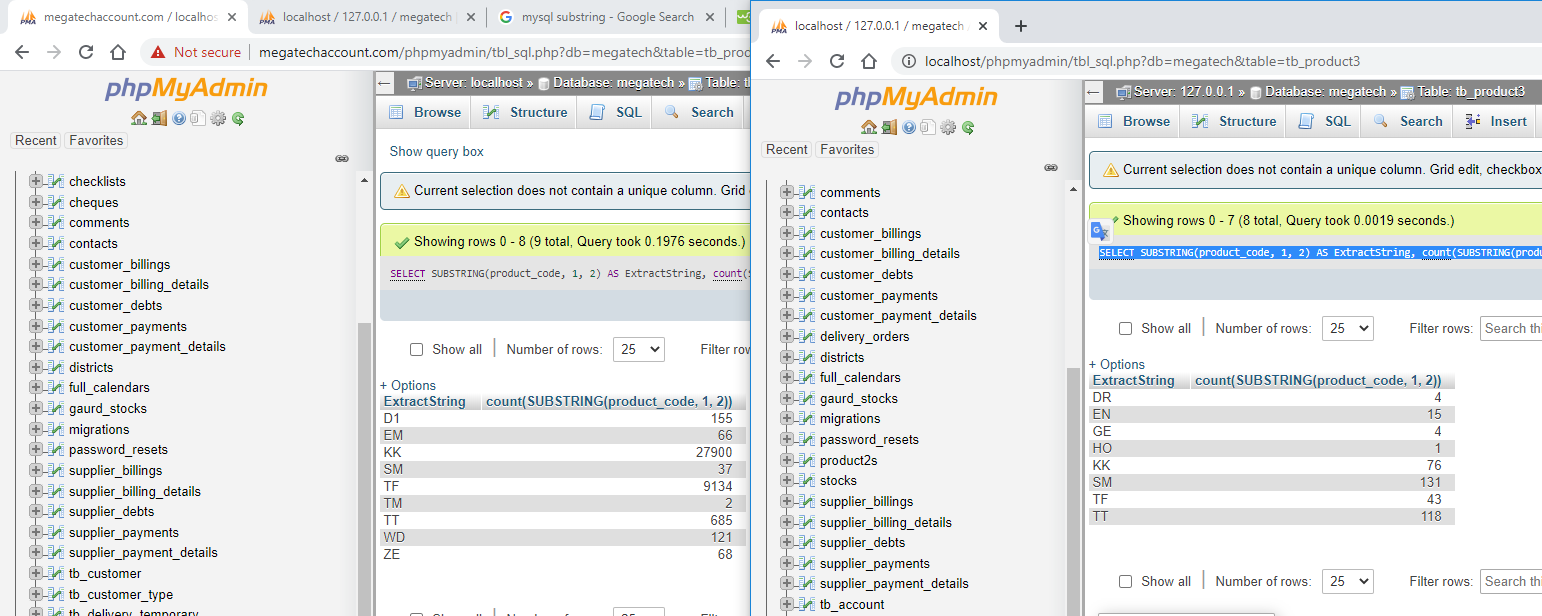 megatechaccount.com / localhos
localhost / 127.0.0.1 / megatech
mysql substring - Google Search
Not secure
megatechaccount.com/phpmyadmin/tbl_sql.php?db=megatech&table=tb_prod
phpMyAdmin
Recent
Favorites
checklists
cheques
comments
contacts
customer_billings
customer_billing_details
customer_debts
customer_payments
customer_payment_details
districts
full_calendars
gaurd_stocks
migrations
password_resets
supplier_billings
supplier_billing_details
supplier_debts
supplier_payments
supplier_payment_details
tb_customer
tb_customer_type
tb_delivery_temporary
Server: localhost » Database: megatech » Table: tb
Browse Structure SQL Search
Show query box
Current selection does not contain a unique column. Grid
Showing rows 0 - 8 (9 total, Query took 0.1976 seconds.)
SELECT SUBSTRING(product_code, 1, 2) AS ExtractString, count(S
Show all Number of rows: 25 Filter row
+ Options
ExtractString count(SUBSTRING(product_code, 1, 2))
D1 155
EM 66
KK 27900
SM 37
TF 9134
TM 2
TT 685
WD 121
ZE 68
Show all Number of rows: 25
localhost / 127.0.0.1 / megatech
localhost/phpmyadmin/tbl_sql.php?db=megatech&table=tb_product3
phpMyAdmin
Recent
Favorites
comments
contacts
customer_billings
customer_billing_details
customer_debts
customer_payments
customer_payment_details
delivery_orders
districts
full_calendars
gaurd_stocks
migrations
password_resets
product2s
stocks
supplier_billings
supplier_billing_details
supplier_debts
supplier_payments
supplier_payment_details
tb_account
Server: 127.0.0.1 » Database: megatech » Table: tb_product3
Browse Structure SQL Search Insert
Current selection does not contain a unique column. Grid edit, checkbox
Showing rows 0 - 7 (8 total, Query took 0.0019 seconds.)
SELECT SUBSTRING(product_code, 1, 2) AS ExtractString, count(SUBSTRING(prod
Show all Number of rows: 25 Filter rows: Search thi
+ Options
ExtractString count(SUBSTRING(product_code, 1, 2))
DR 4
EN 15
GE 4
HO 1
KK 76
SM 131
TF 43
TT 118
Show all Number of rows: 25 Filter rows: Search thi